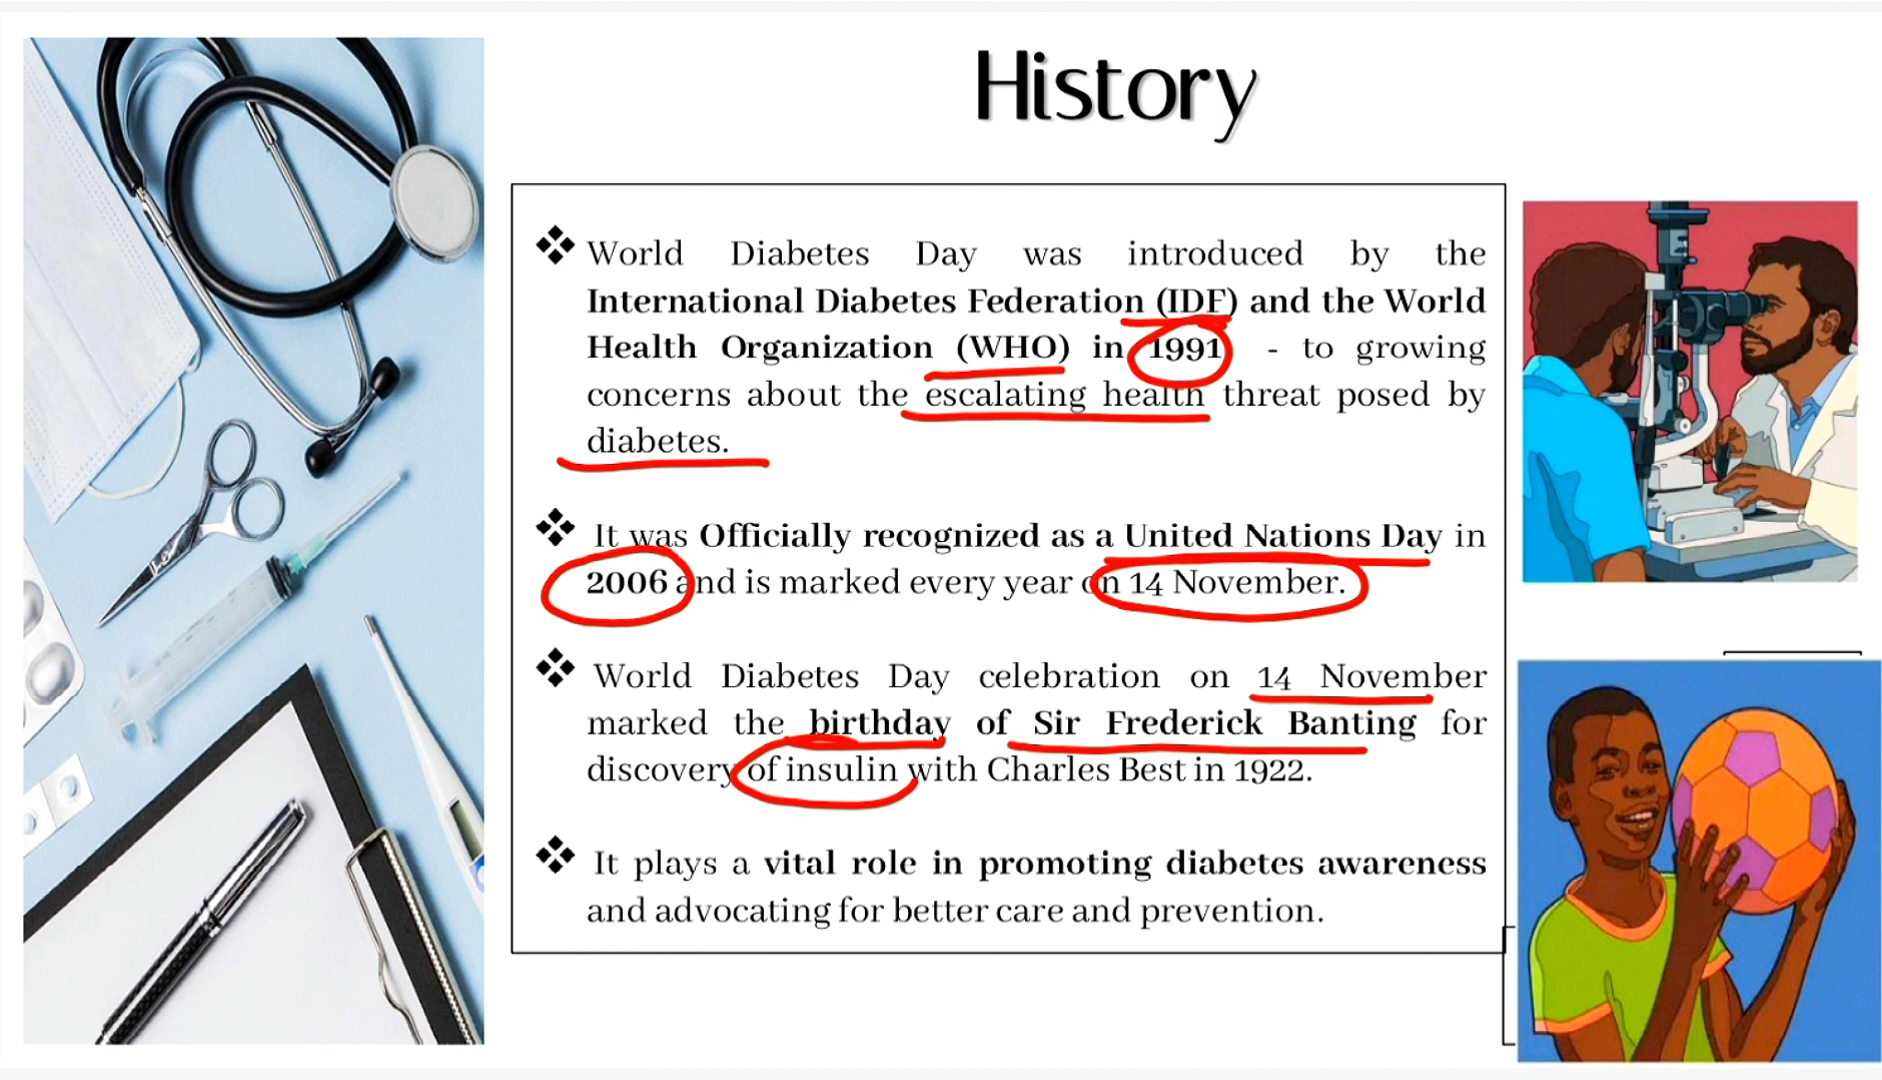 History
World Diabetes Day was introduced by the
International Diabetes Federation (IDF) and the World
Health Organization (WHO) in 1991 - to growing
concerns about the escalating health threat posed by
diabetes.
It was Officially recognized as a United Nations Day in
2006 and is marked every year on 14 November.
World Diabetes Day celebration on 14 November
marked the birthday of Sir Frederick Banting for
discovery of insulin with Charles Best in 1922.
It plays a vital role in promoting diabetes awareness
and advocating for better care and prevention.